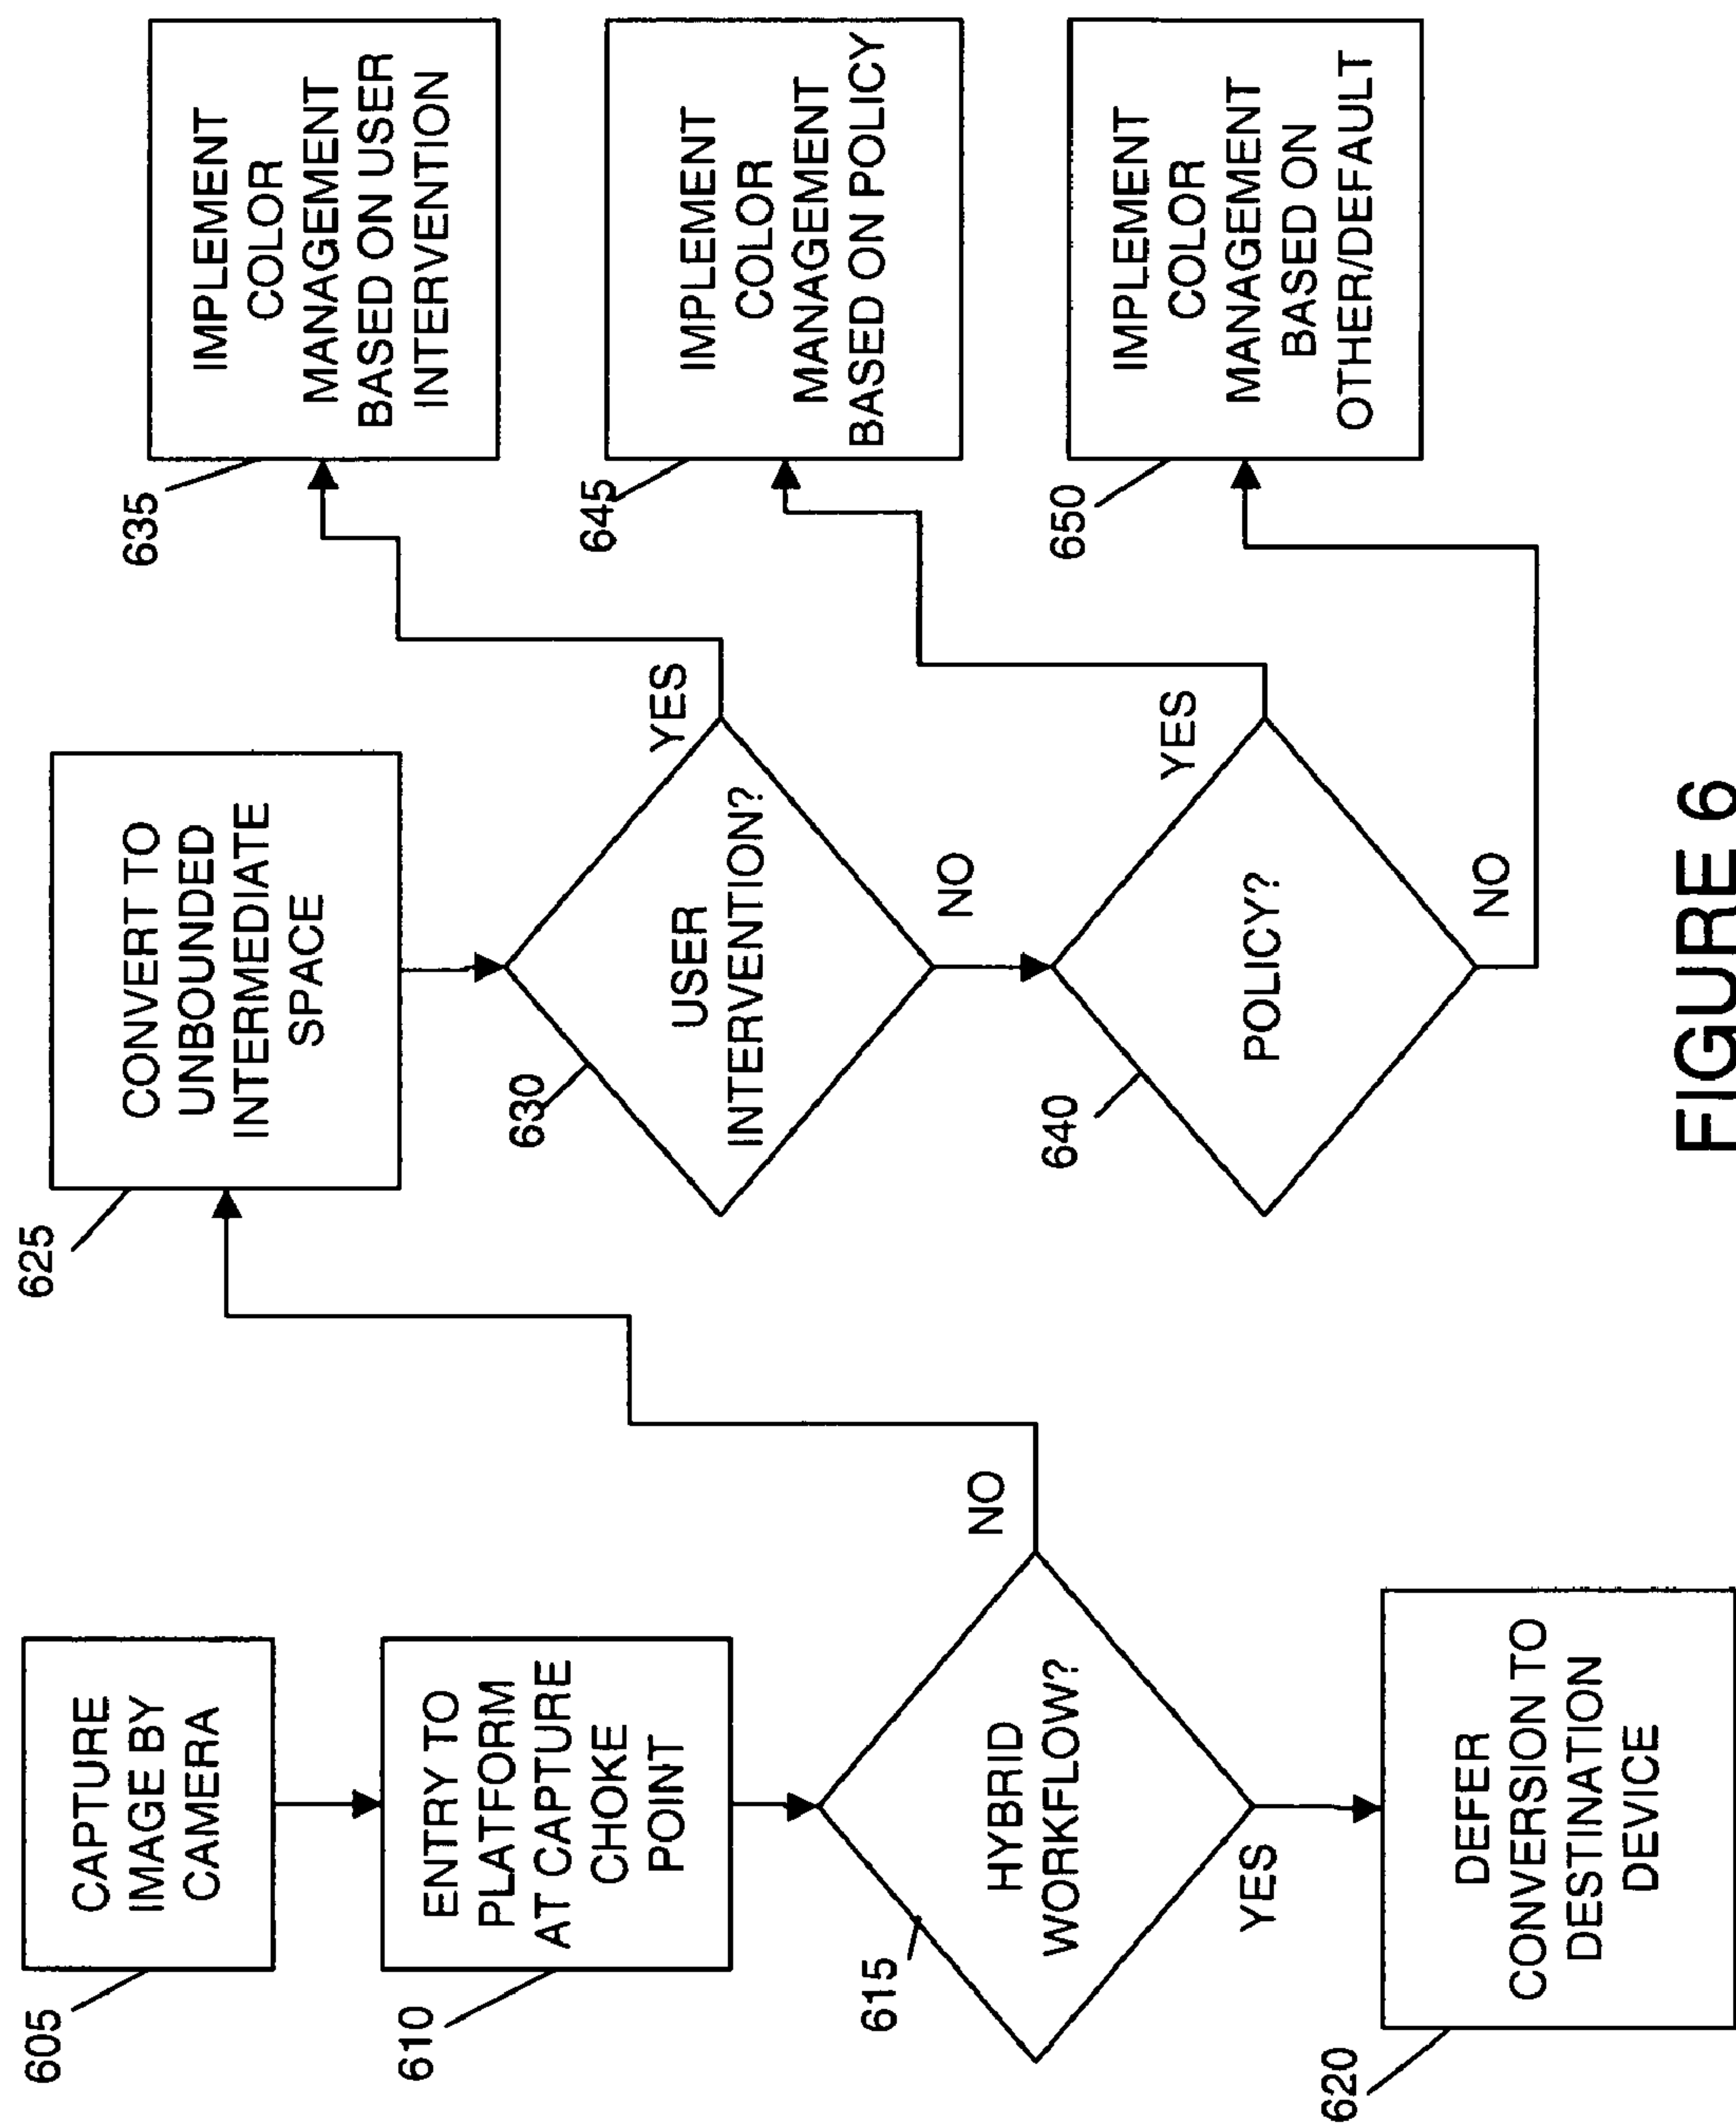 605
CAPTURE
IMAGE BY
CAMERA
610
ENTRY TO
PLATFORM
AT CAPTURE
CHOKE
POINT
615
HYBRID
WORKFLOW?
NO
YES
620
DEFER
CONVERSION TO
DESTINATION
DEVICE
625
CONVERT TO
UNBOUNDED
INTERMEDIATE
SPACE
630
USER
INTERVENTION?
YES
NO
635
IMPLEMENT
COLOR
MANAGEMENT
BASED ON USER
INTERVENTION
640
POLICY?
YES
NO
645
IMPLEMENT
COLOR
MANAGEMENT
BASED ON POLICY
650
IMPLEMENT
COLOR
MANAGEMENT
BASED ON
OTHER/DEFAULT
FIGURE 6